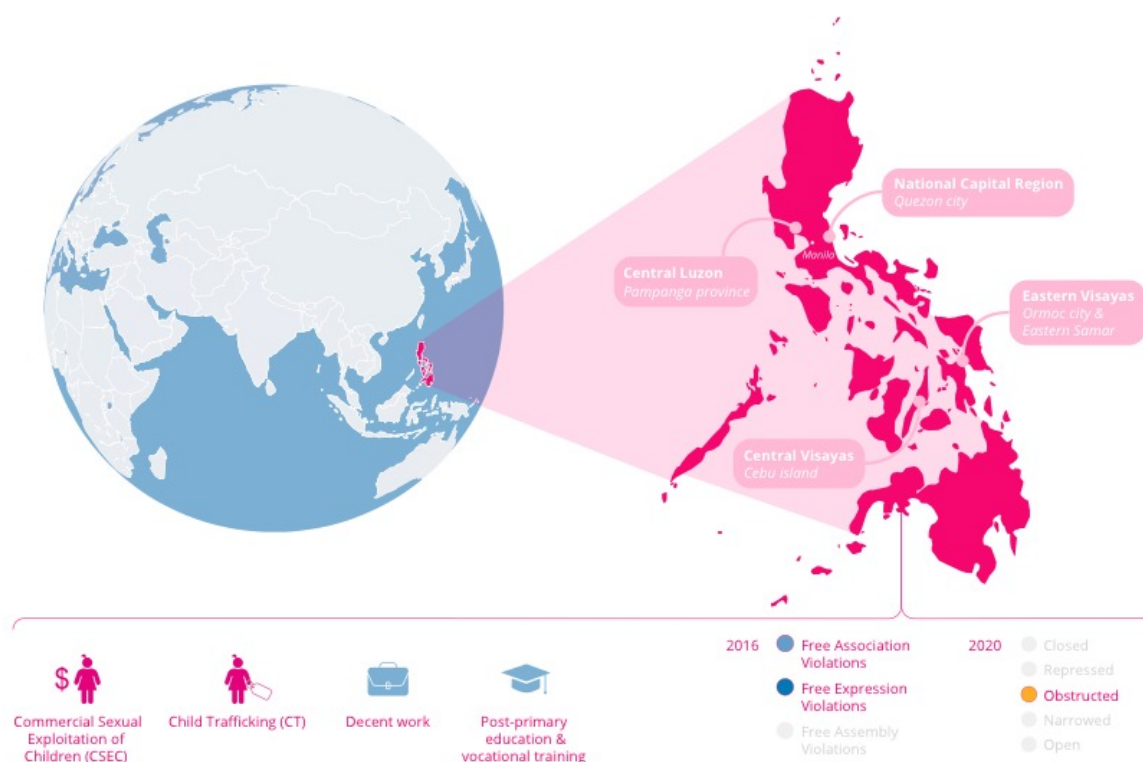 National Capital Region
Quezon city
Manila
Central Luzon
Pampanga province
Eastern Visayas
Ormoc city &
Eastern Samar
Central Visayas
Cebu island
$
Commercial Sexual
Exploitation of
Children (CSEC)
Child Trafficking (CT)
Decent work
Post-primary
education &
vocational training
2016
Free Association
Violations
Free Expression
Violations
Free Assembly
Violations
2020
Closed
Repressed
Obstructed
Narrowed
Open